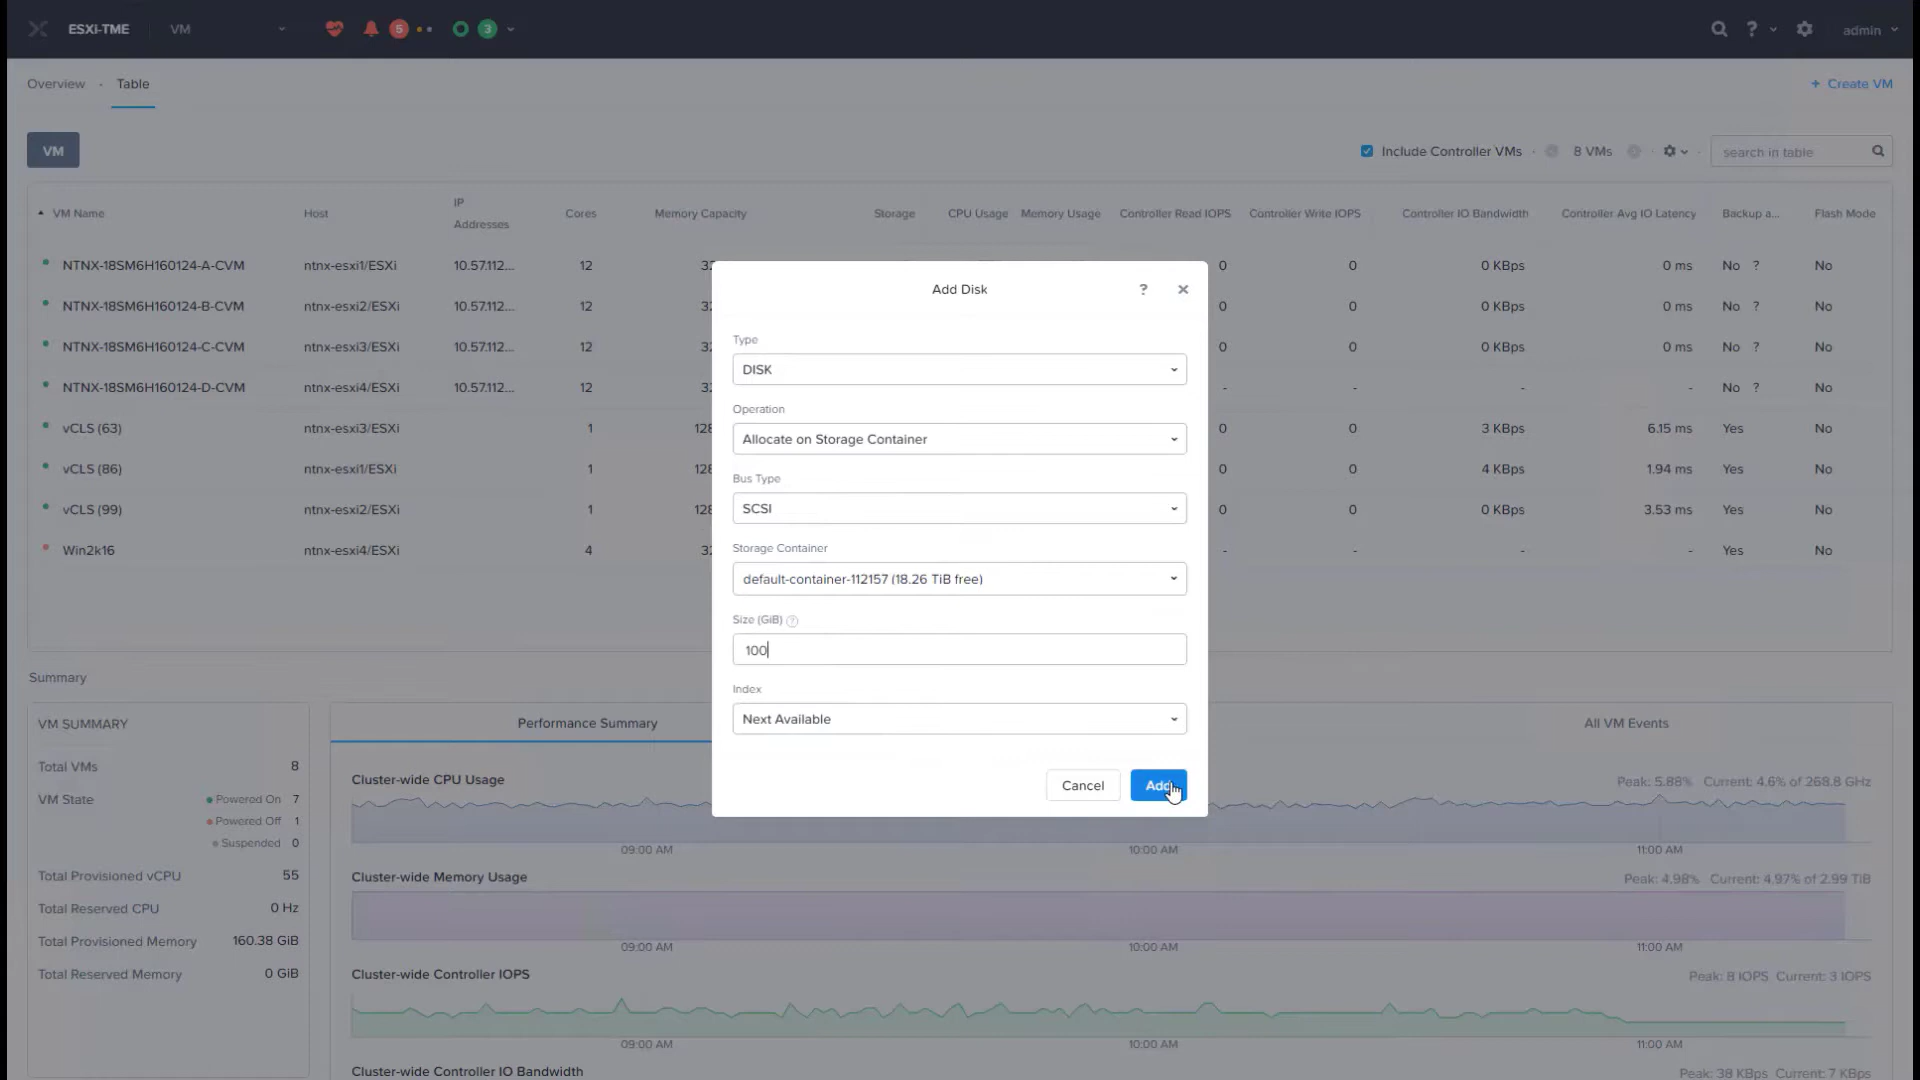 ESXi-TME VM 5 3 ? admin
Overview · Table + Create VM
VM Include Controller VMs · 8 VMs · · search in table
VM Name Host IP Addresses Cores Memory Capacity Storage CPU Usage Memory Usage Controller Read IOPS Controller Write IOPS Controller IO Bandwidth Controller Avg IO Latency Backup a... Flash Mode
NTNX-18SM6H160124-A-CVM ntnx-esxi1/ESXi 10.57.112... 12 0 0 0 KBps 0 ms No ? No
NTNX-18SM6H160124-B-CVM ntnx-esxi2/ESXi 10.57.112... 12 0 0 0 KBps 0 ms No ? No
NTNX-18SM6H160124-C-CVM ntnx-esxi3/ESXi 10.57.112... 12 0 0 0 KBps 0 ms No ? No
NTNX-18SM6H160124-D-CVM ntnx-esxi4/ESXi 10.57.112... 12 - - - - No ? No
vCLS (63) ntnx-esxi3/ESXi 1 0 0 3 KBps 6.15 ms Yes No
vCLS (86) ntnx-esxi1/ESXi 1 0 0 4 KBps 1.94 ms Yes No
vCLS (99) ntnx-esxi2/ESXi 1 0 0 0 KBps 3.53 ms Yes No
Win2k16 ntnx-esxi4/ESXi 4 - - - - Yes No
Add Disk ?
Type
DISK
Operation
Allocate on Storage Container
Bus Type
SCSI
Storage Container
default-container-112157 (18.26 TiB free)
Size (GiB) ?
100
Index
Next Available
Cancel Add
Summary
VM SUMMARY
Total VMs 8
VM State Powered On 7
Powered Off 1
Suspended 0
Total Provisioned vCPU 55
Total Reserved CPU 0 Hz
Total Provisioned Memory 160.38 GiB
Total Reserved Memory 0 GiB
Performance Summary All VM Events
Cluster-wide CPU Usage Peak: 5.88% Current: 4.6% of 268.8 GHz
09:00 AM 10:00 AM 11:00 AM
Cluster-wide Memory Usage Peak: 4.98% Current: 4.97% of 2.99 TiB
09:00 AM 10:00 AM 11:00 AM
Cluster-wide Controller IOPS Peak: 8 IOPS Current: 3 IOPS
09:00 AM 10:00 AM 11:00 AM
Cluster-wide Controller IO Bandwidth Peak: 38 KBps Current: 7 KBps